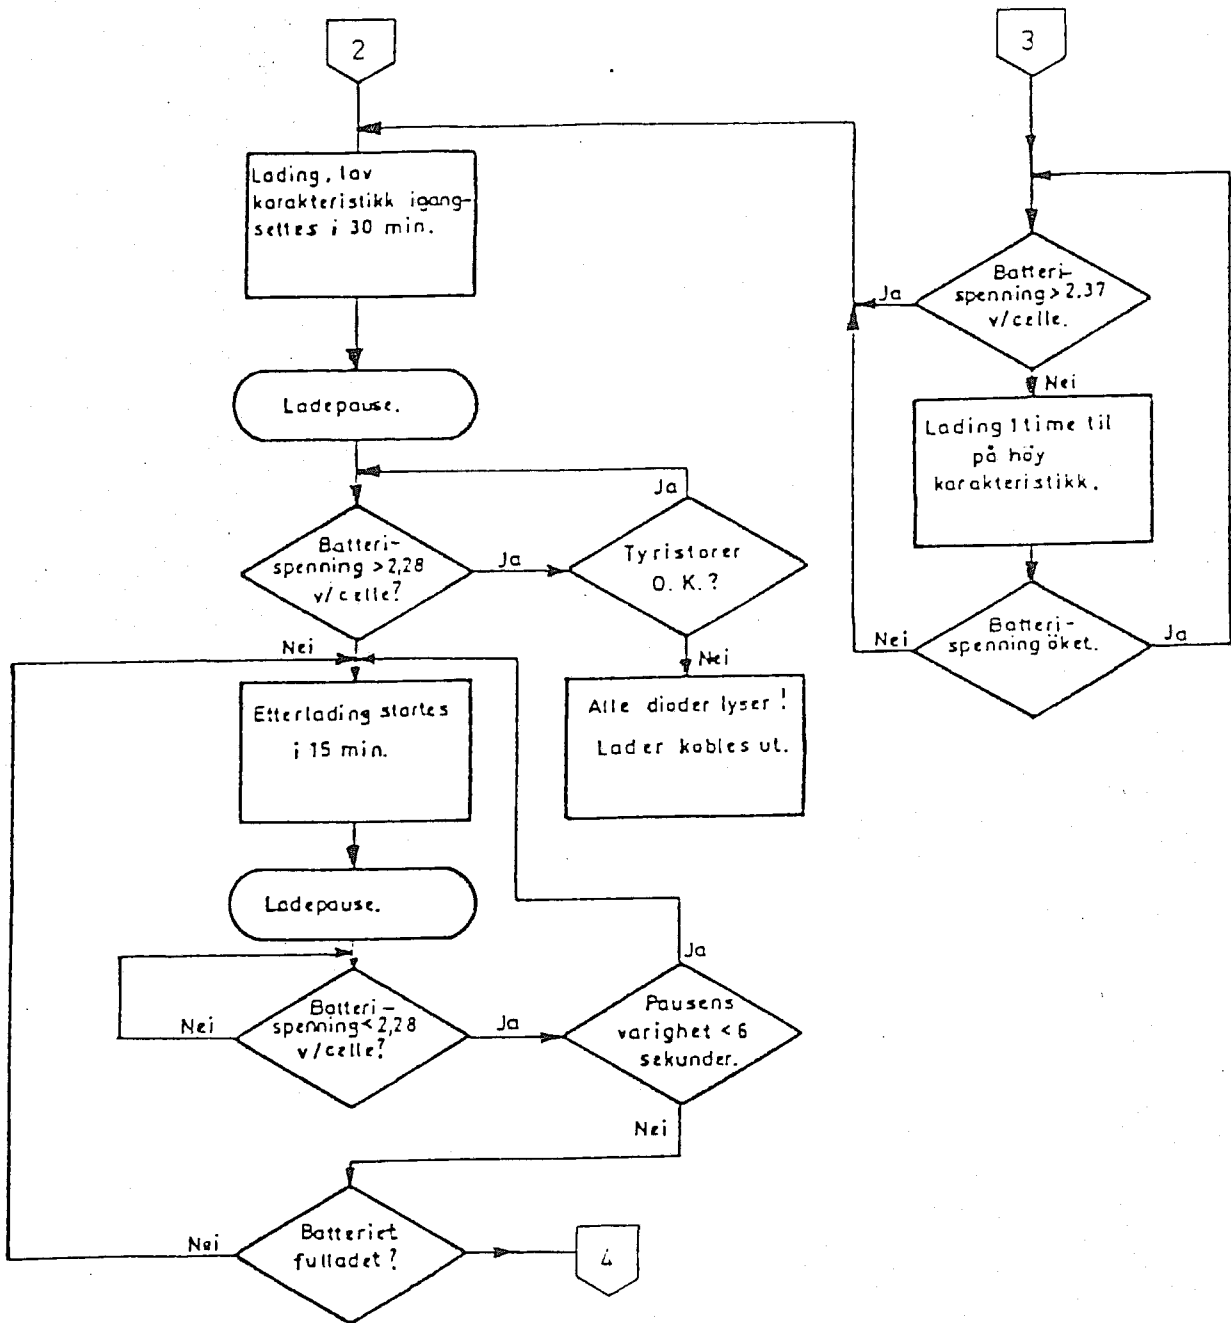 2
3
Lading, lav
karakteristikk igang-
settes i 30 min.
Ladepause.
Batteri-
spenning > 2,28
v/celle?
Ja
Tyristorer
O. K. ?
Ja
Nei
Alle dioder lyser !
Lader kobles ut.
Nei
Etterlading startes
i 15 min.
Ladepause.
Batteri-
spenning < 2,28
v/celle?
Nei
Ja
Pausens
varighet < 6
sekunder.
Ja
Nei
Batteriet
fulladet ?
Nei
4
Batteri-
spenning > 2.37
v/celle.
Ja
Nei
Lading 1 time til
på höy
karakteristikk.
Batteri-
spenning öket.
Nei
Ja